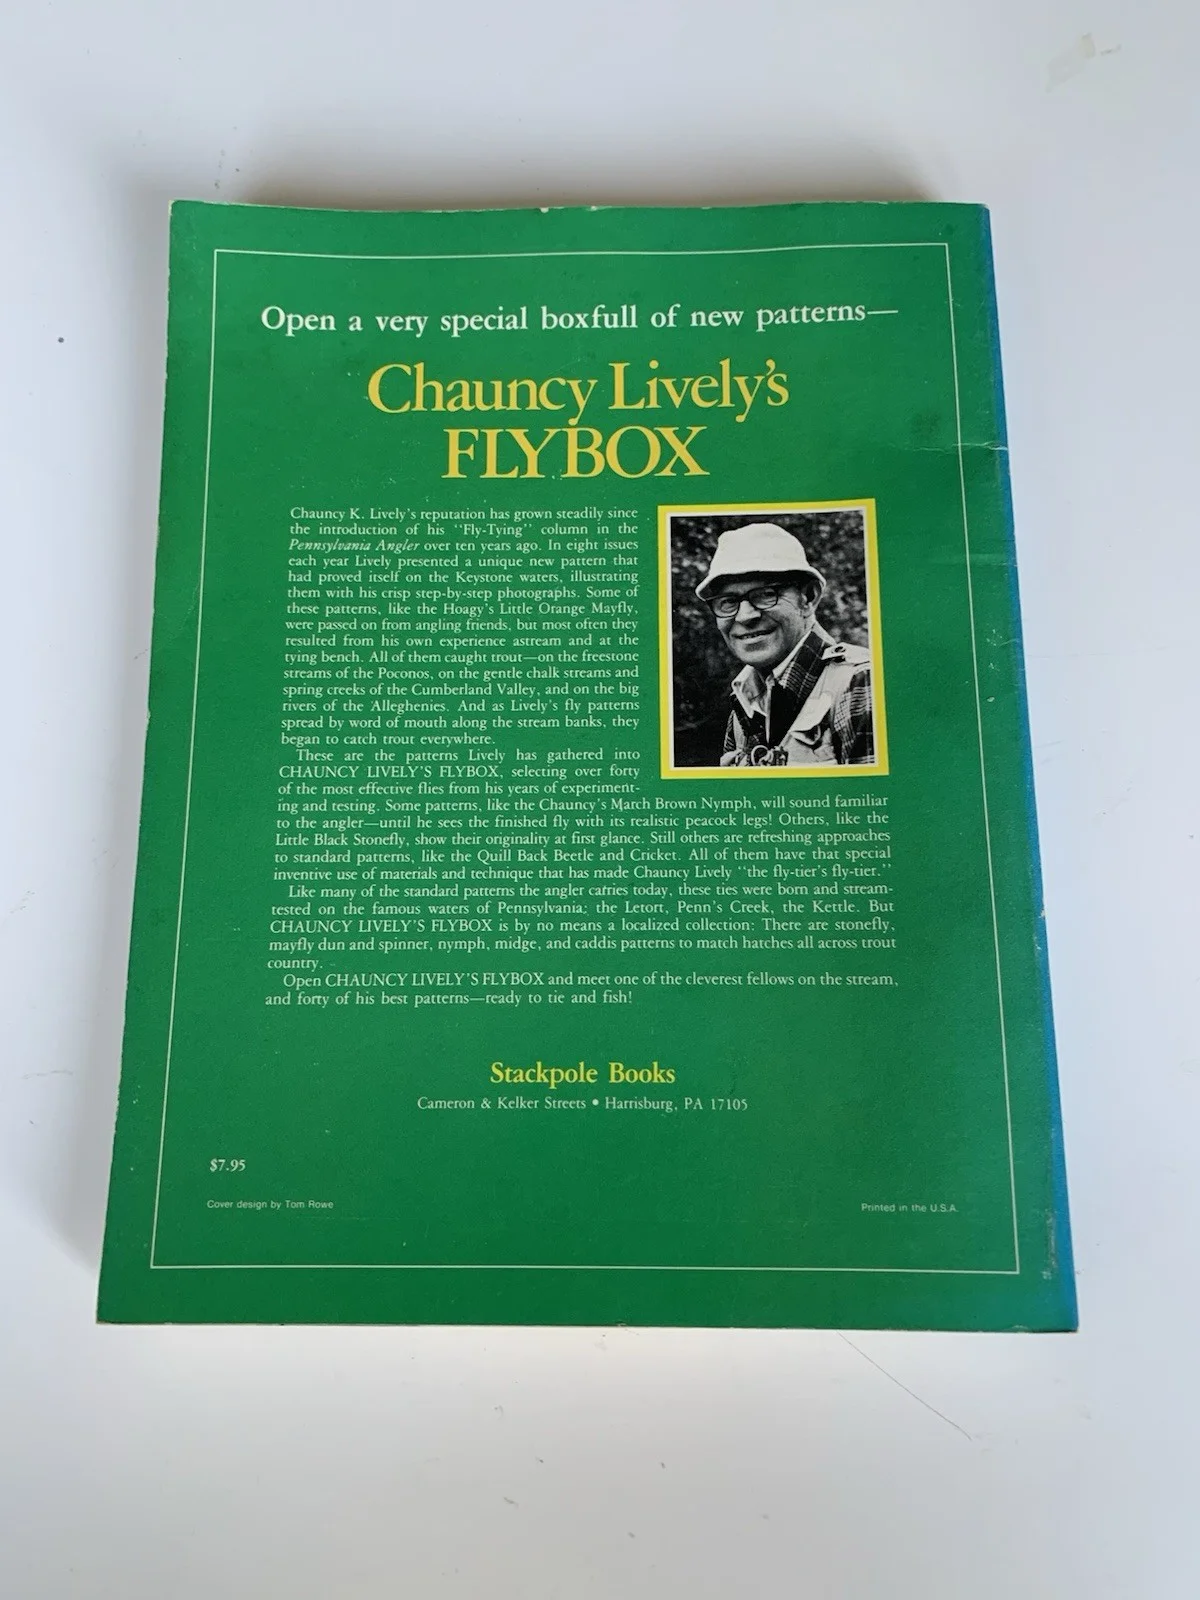 Open a very special boxfull of new patterns—
Chauncy Lively's
FLYBOX
Chauncy K. Lively's reputation has grown steadily since
the introduction of his "Fly-Tying" column in the
Pennsylvania Angler over ten years ago. In eight issues
each year Lively presented a unique new pattern that
had proved itself on the Keystone waters, illustrating
them with his crisp step-by-step photographs. Some of
these patterns, like the Hoagy's Little Orange Mayfly,
were passed on from angling friends, but most often they
resulted from his own experience astream and at the
tying bench. All of them caught trout—on the freestone
streams of the Poconos, on the gentle chalk streams and
spring creeks of the Cumberland Valley, and on the big
rivers of the Alleghenies. And as Lively's fly patterns
spread by word of mouth along the stream banks, they
began to catch trout everywhere.
These are the patterns Lively has gathered into
CHAUNCY LIVELY'S FLYBOX, selecting over forty
of the most effective flies from his years of experiment-
ing and testing. Some patterns, like the Chauncy's March Brown Nymph, will sound familiar
to the angler—until he sees the finished fly with its realistic peacock legs! Others, like the
Little Black Stonefly, show their originality at first glance. Still others are refreshing approaches
to standard patterns, like the Quill Back Beetle and Cricket. All of them have that special
inventive use of materials and technique that has made Chauncy Lively "the fly-tier's fly-tier."
Like many of the standard patterns the angler carries today, these ties were born and stream-
tested on the famous waters of Pennsylvania; the Letort, Penn's Creek, the Kettle. But
CHAUNCY LIVELY'S FLYBOX is by no means a localized collection: There are stonefly,
mayfly dun and spinner, nymph, midge, and caddis patterns to match hatches all across trout
country.
Open CHAUNCY LIVELY'S FLYBOX and meet one of the cleverest fellows on the stream,
and forty of his best patterns—ready to tie and fish!
Stackpole Books
Cameron & Kelker Streets • Harrisburg, PA 17105
$7.95
Cover design by Tom Rowe
Printed in the U.S.A.